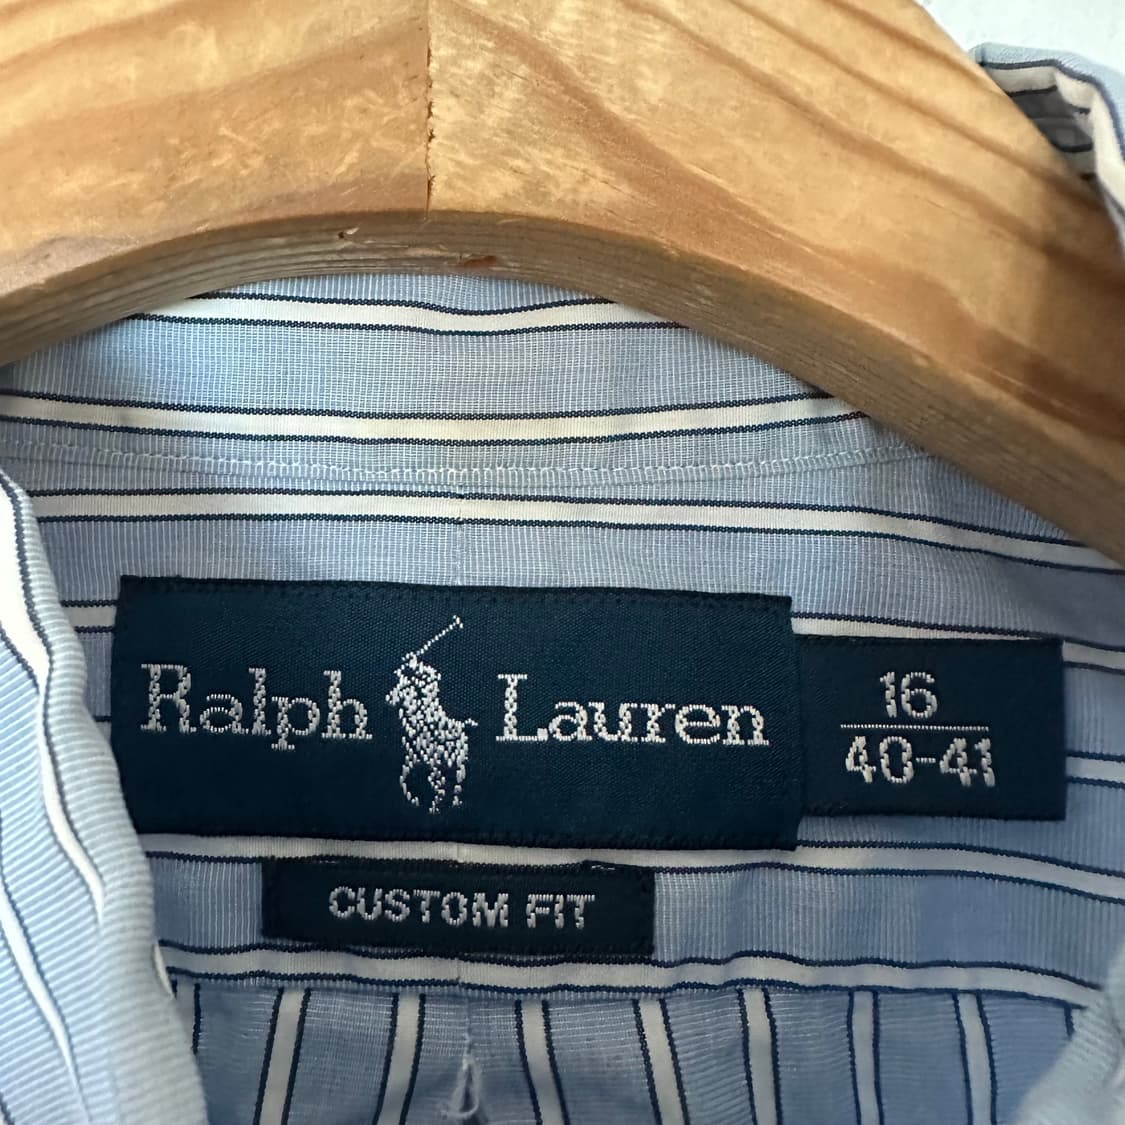 Ralph Lauren
16
40-41
CUSTOM FIT